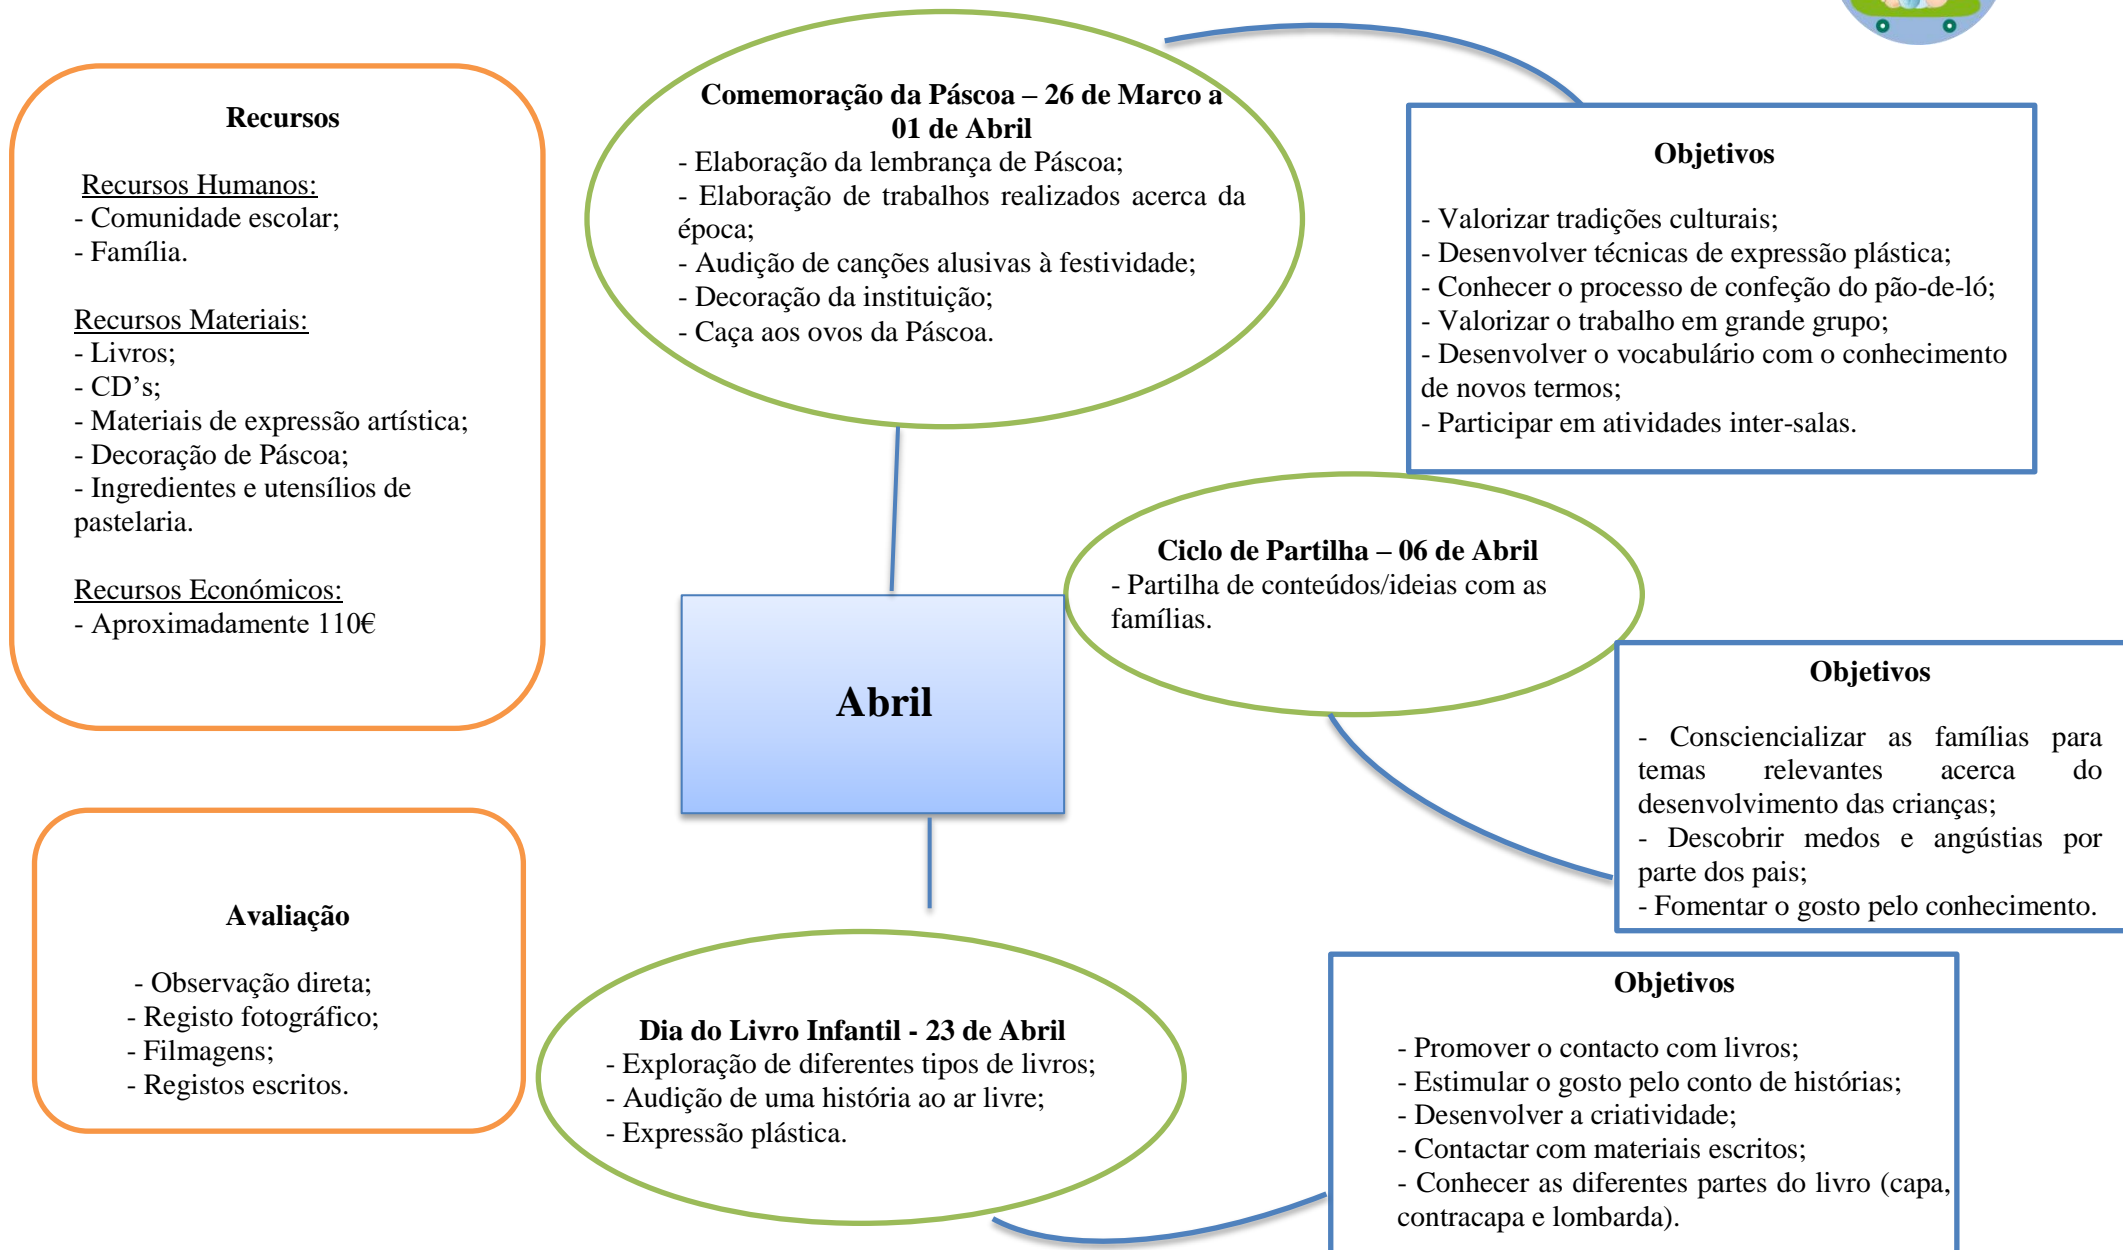 Recursos
Recursos Humanos:
- Comunidade escolar;
- Família.
Recursos Materiais:
- Livros;
- CD’s;
- Materiais de expressão artística;
- Decoração de Páscoa;
- Ingredientes e utensílios de
pastelaria.
Recursos Económicos:
- Aproximadamente 110€
Avaliação
- Observação direta;
- Registo fotográfico;
- Filmagens;
- Registos escritos.
Comemoração da Páscoa – 26 de Marco a
01 de Abril
- Elaboração da lembrança de Páscoa;
- Elaboração de trabalhos realizados acerca da
época;
- Audição de canções alusivas à festividade;
- Decoração da instituição;
- Caça aos ovos da Páscoa.
Objetivos
- Valorizar tradições culturais;
- Desenvolver técnicas de expressão plástica;
- Conhecer o processo de confeção do pão-de-ló;
- Valorizar o trabalho em grande grupo;
- Desenvolver o vocabulário com o conhecimento
de novos termos;
- Participar em atividades inter-salas.
Abril
Ciclo de Partilha – 06 de Abril
- Partilha de conteúdos/ideias com as
famílias.
Objetivos
- Consciencializar as famílias para
temas relevantes acerca do
desenvolvimento das crianças;
- Descobrir medos e angústias por
parte dos pais;
- Fomentar o gosto pelo conhecimento.
Dia do Livro Infantil - 23 de Abril
- Exploração de diferentes tipos de livros;
- Audição de uma história ao ar livre;
- Expressão plástica.
Objetivos
- Promover o contacto com livros;
- Estimular o gosto pelo conto de histórias;
- Desenvolver a criatividade;
- Contactar com materiais escritos;
- Conhecer as diferentes partes do livro (capa,
contracapa e lombarda).